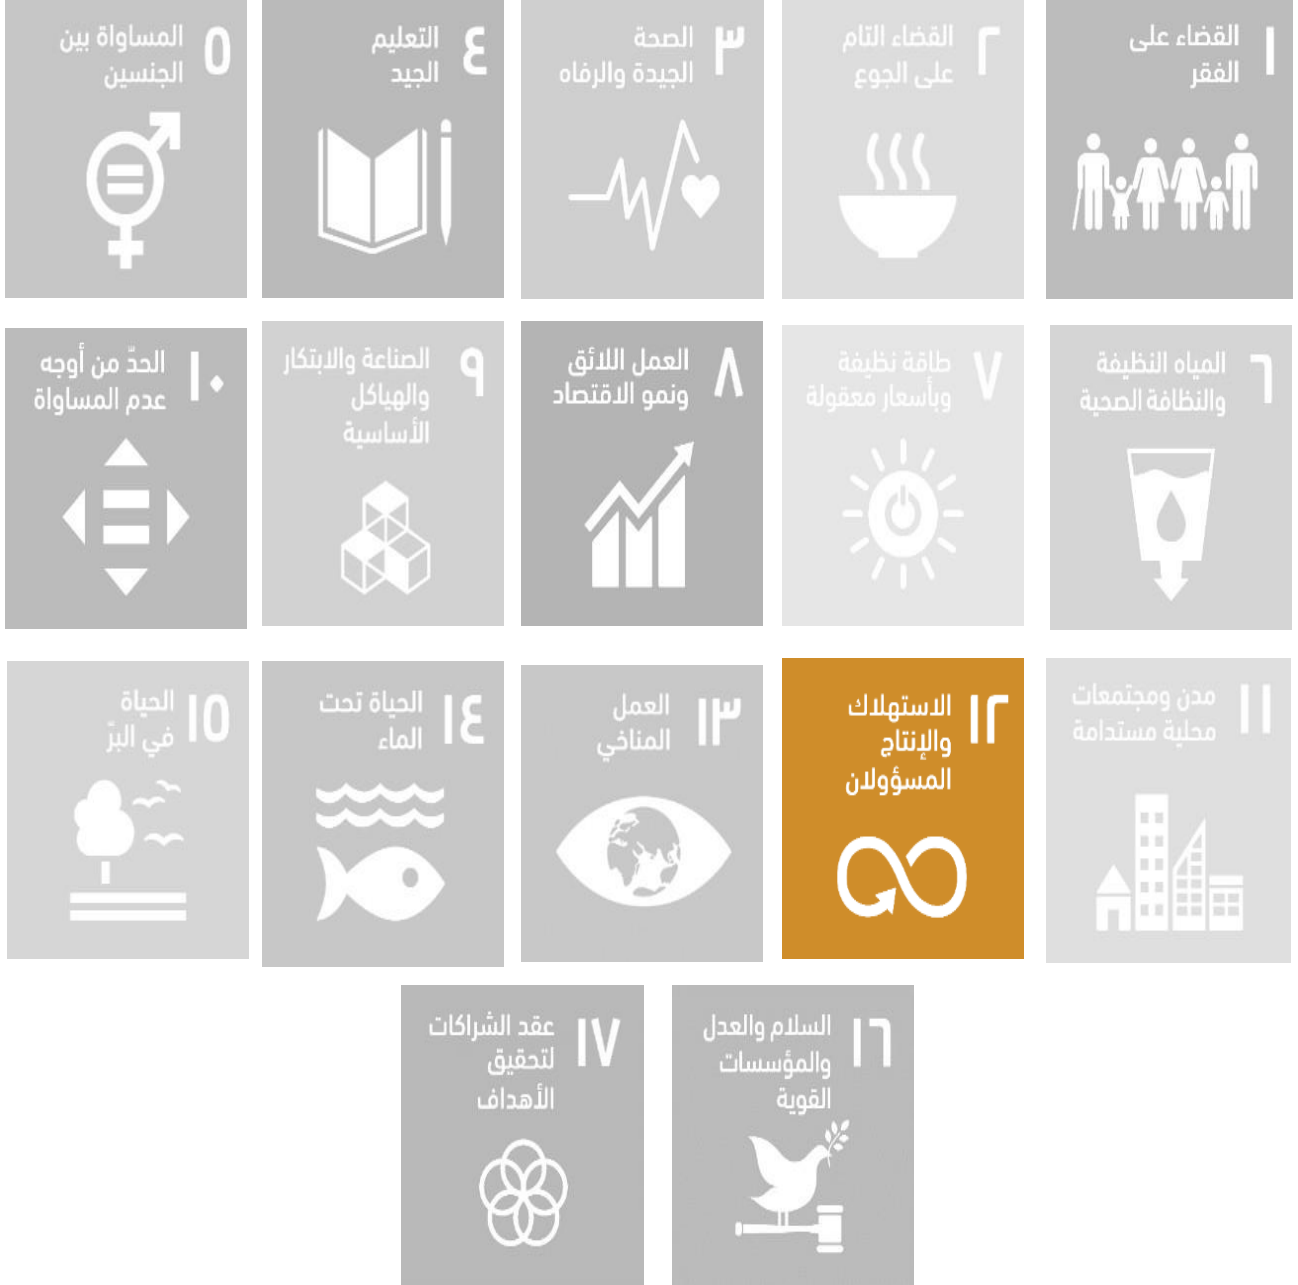 ١
القضاء على
الفقر
٢
القضاء التام
على الجوع
٣
الصحة
الجيدة والرفاه
٤
التعليم
الجيد
٥
المساواة بين
الجنسين
٦
المياه النظيفة
والنظافة الصحية
٧
طاقة نظيفة
وبأسعار معقولة
٨
العمل اللائق
ونمو الاقتصاد
٩
الصناعة والابتكار
والهياكل
الأساسية
١٠
الحدّ من أوجه
عدم المساواة
١١
مدن ومجتمعات
محلية مستدامة
١٢
الاستهلاك
والإنتاج
المسؤولان
١٣
العمل
المناخي
١٤
الحياة تحت
الماء
١٥
الحياة
في البرّ
١٦
السلام والعدل
والمؤسسات
القوية
١٧
عقد الشراكات
لتحقيق
الأهداف